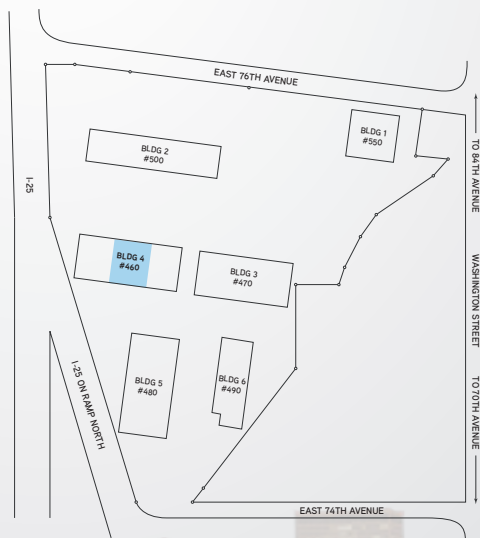 EAST 76TH AVENUE
BLDG 1
#550
BLDG 2
#500
TO 84TH AVENUE
I-25
BLDG 4
#460
BLDG 3
#470
WASHINGTON STREET
BLDG 5
#480
BLDG 6
#490
I-25 ON RAMP NORTH
TO 70TH AVENUE
EAST 74TH AVENUE